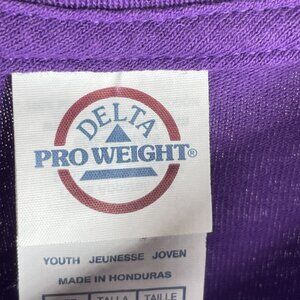 DELTA
PRO WEIGHT®
YOUTH JEUNESSE JOVEN
MADE IN HONDURAS
TALLA TAILLE